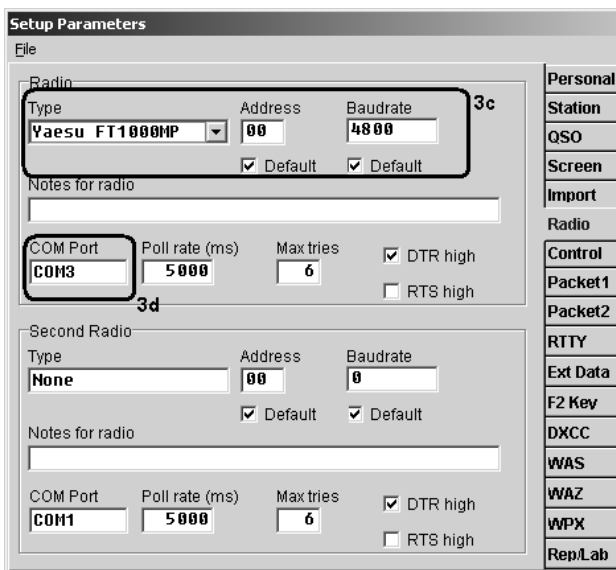 Setup Parameters
File
Radio
Type Address Baudrate 3c
Yaesu FT1000MP 00 4800
Default Default
Notes for radio
COM Port Poll rate (ms) Max tries DTR high
COM3 5000 6
RTS high
3d
Second Radio
Type Address Baudrate
None 00 0
Default Default
Notes for radio
COM Port Poll rate (ms) Max tries DTR high
COM1 5000 6
RTS high
Personal
Station
QSO
Screen
Import
Radio
Control
Packet1
Packet2
RTTY
Ext Data
F2 Key
DXCC
WAS
WAZ
WPX
Rep/Lab